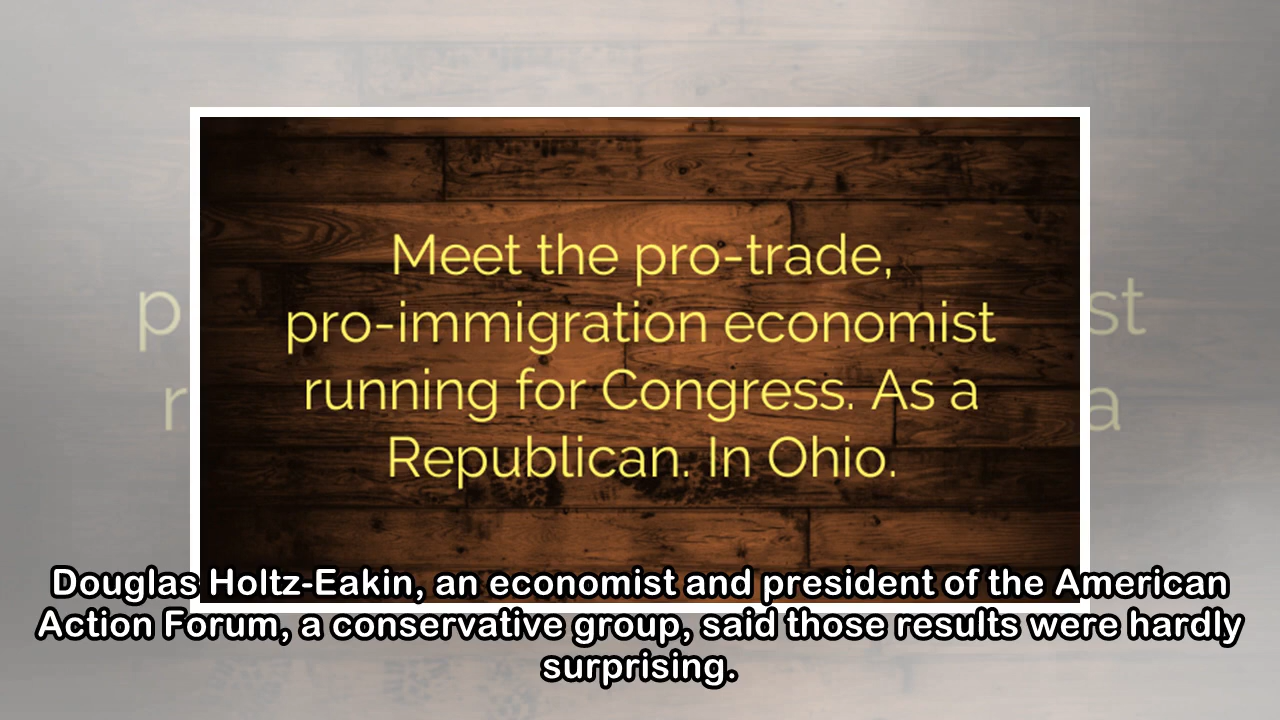 Meet the pro-trade,
pro-immigration economist
running for Congress. As a
Republican. In Ohio.
Douglas Holtz-Eakin, an economist and president of the American
Action Forum, a conservative group, said those results were hardly
surprising.